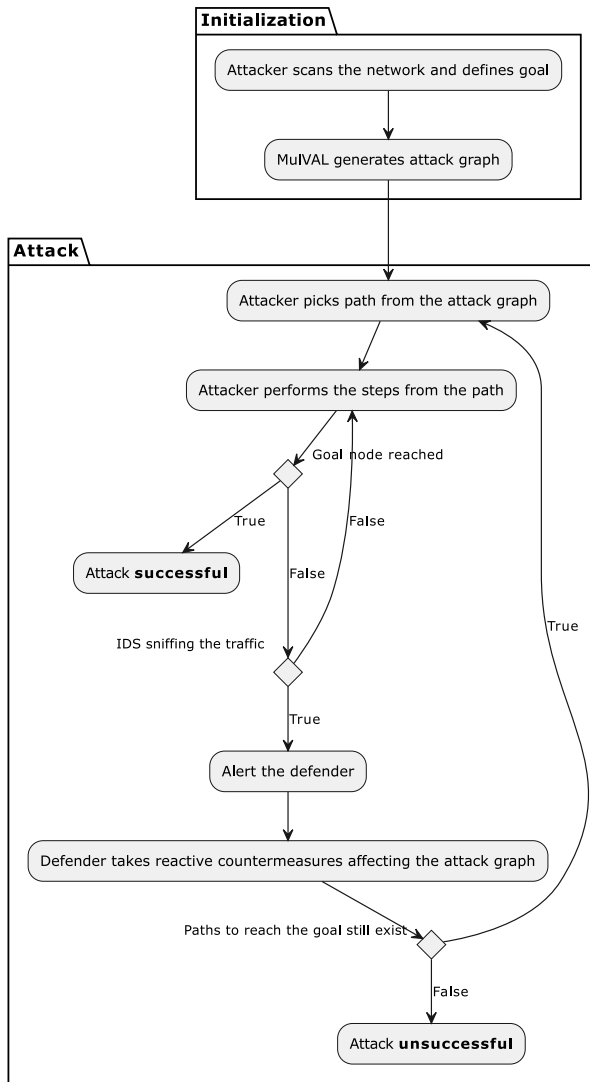 Initialization
Attacker scans the network and defines goal
MulVAL generates attack graph
Attack
Attacker picks path from the attack graph
Attacker performs the steps from the path
Goal node reached
True
False
Attack successful
False
IDS sniffing the traffic
True
True
Alert the defender
Defender takes reactive countermeasures affecting the attack graph
Paths to reach the goal still exist
False
Attack unsuccessful